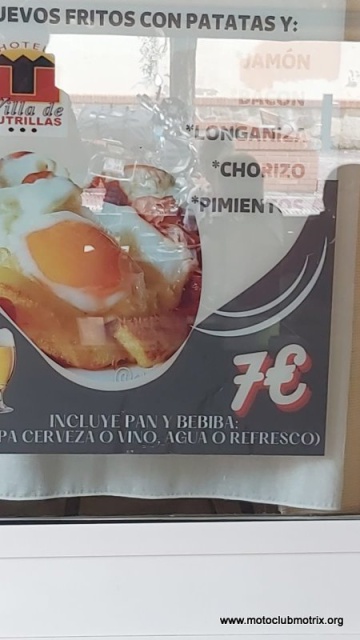 UEVOS FRITOS CON PATATAS Y:
HOTEL
Villa de
UTRILLAS
JAMÓN
BACON
*LONGANIZA
*CHORIZO
*PIMIENTOS
7€
INCLUYE PAN Y BEBIBA:
PA CERVEZA O VINO, AGUA O REFRESCO)
www.motoclubmotrix.org